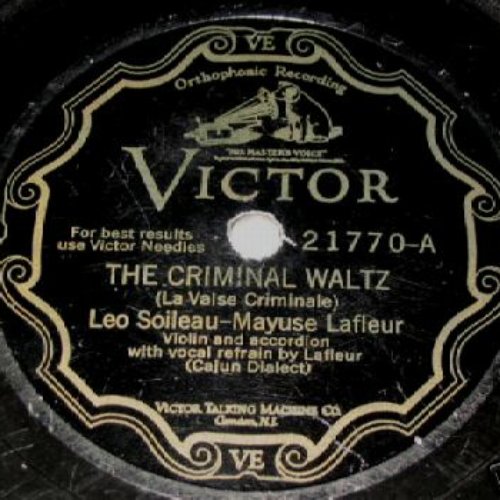 VE
Orthophonic Recording
"HIS MASTER'S VOICE"
VICTOR
For best results
use Victor Needles
21770-A
THE CRIMINAL WALTZ
(La Valse Criminale)
Leo Soileau-Mayuse Lafleur
Violin and accordion
with vocal refrain by Lafleur
(Cajun Dialect)
VICTOR TALKING MACHINE CO.
Camden, N.J.
VE